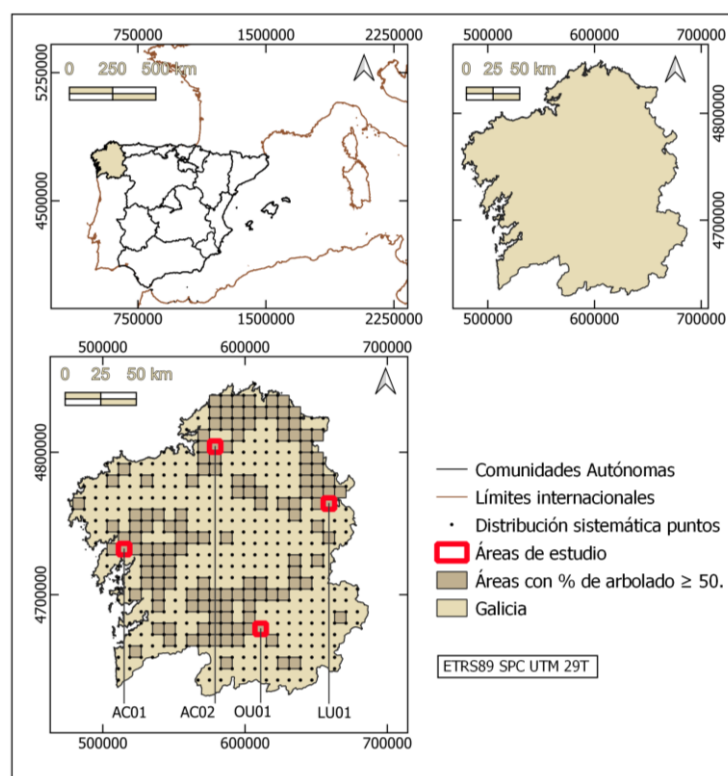 750000 1500000 2250000
0 250 500 km
5250000
4500000
750000 1500000 2250000
500000 600000 700000
0 25 50 km
4800000
4700000
500000 600000 700000
500000 600000 700000
0 25 50 km
4800000
4700000
AC01 AC02 OU01 LU01
500000 600000 700000
Comunidades Autónomas
Límites internacionales
Distribución sistemática puntos
Áreas de estudio
Áreas con % de arbolado ≥ 50.
Galicia
ETRS89 SPC UTM 29T